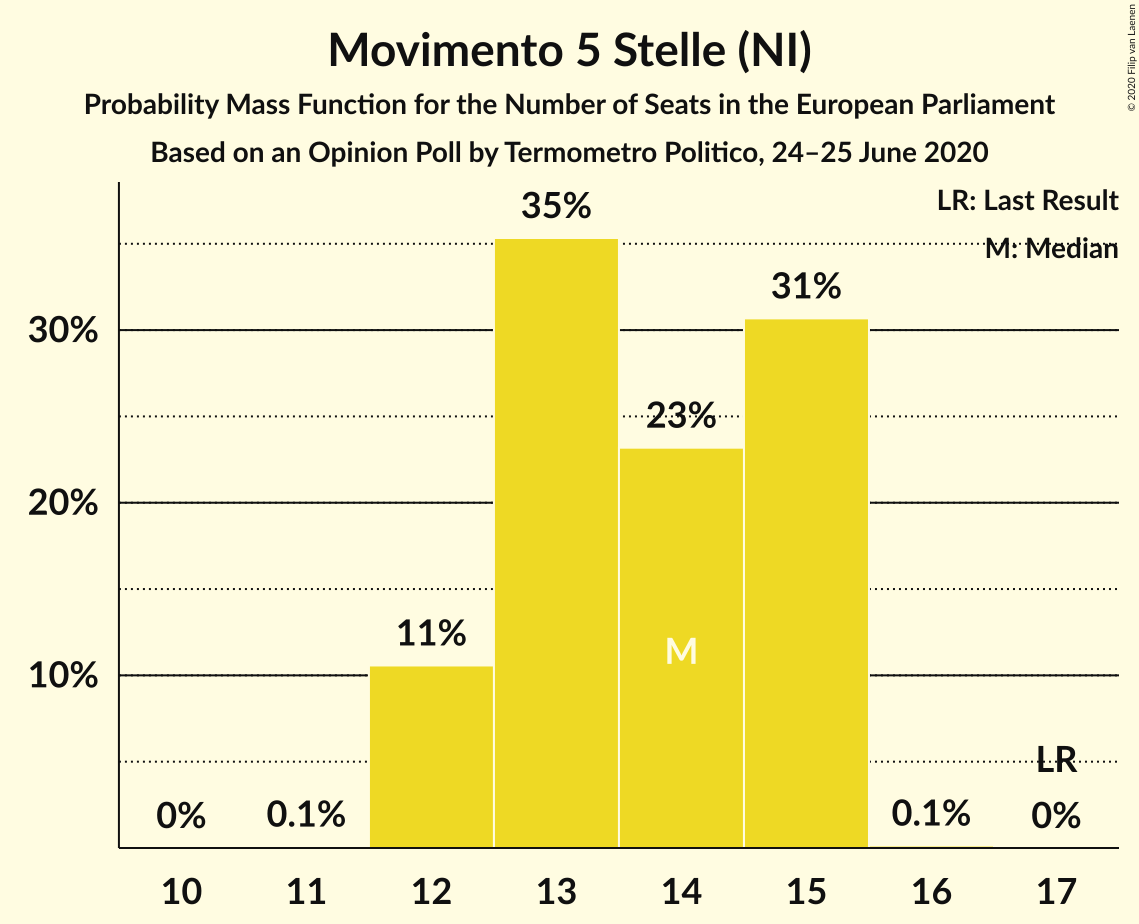 Movimento 5 Stelle (NI)
Probability Mass Function for the Number of Seats in the European Parliament
Based on an Opinion Poll by Termometro Politico, 24–25 June 2020
© 2020 Filip van Laenen
LR: Last Result
M: Median
35%
31%
30%
23%
20%
11%
M
10%
LR
0%
0.1%
0.1%
0%
10
11
12
13
14
15
16
17